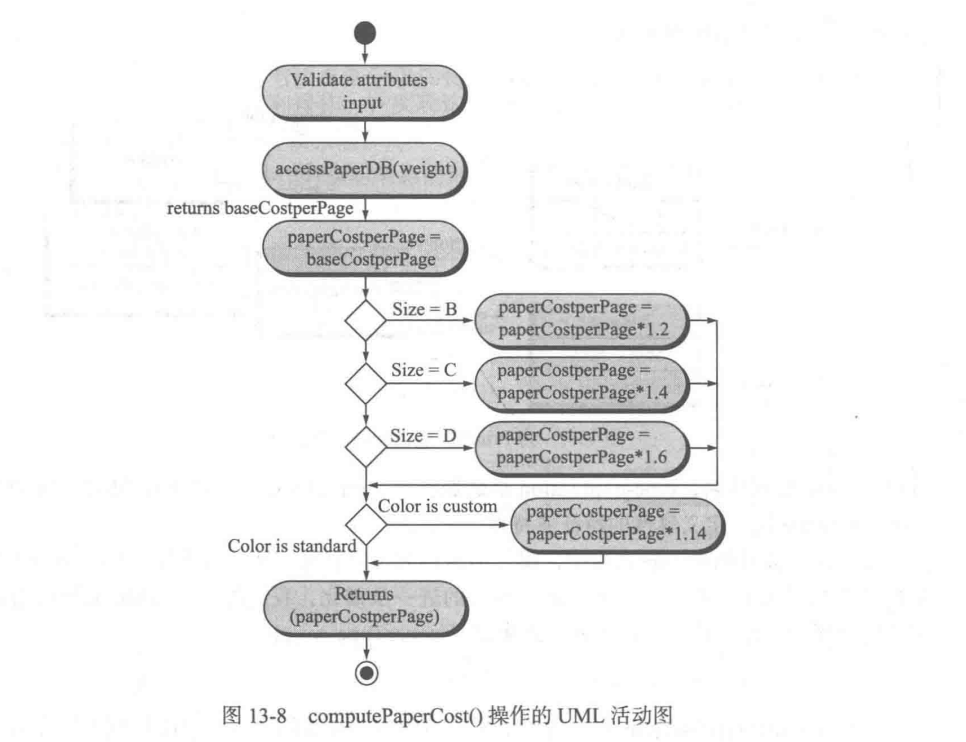 Validate attributes
input
accessPaperDB(weight)
returns baseCostperPage
paperCostperPage =
baseCostperPage
Size = B
paperCostperPage =
paperCostperPage*1.2
Size = C
paperCostperPage =
paperCostperPage*1.4
Size = D
paperCostperPage =
paperCostperPage*1.6
Color is custom
paperCostperPage =
paperCostperPage*1.14
Color is standard
Returns
(paperCostperPage)
图 13-8 computePaperCost() 操作的 UML 活动图